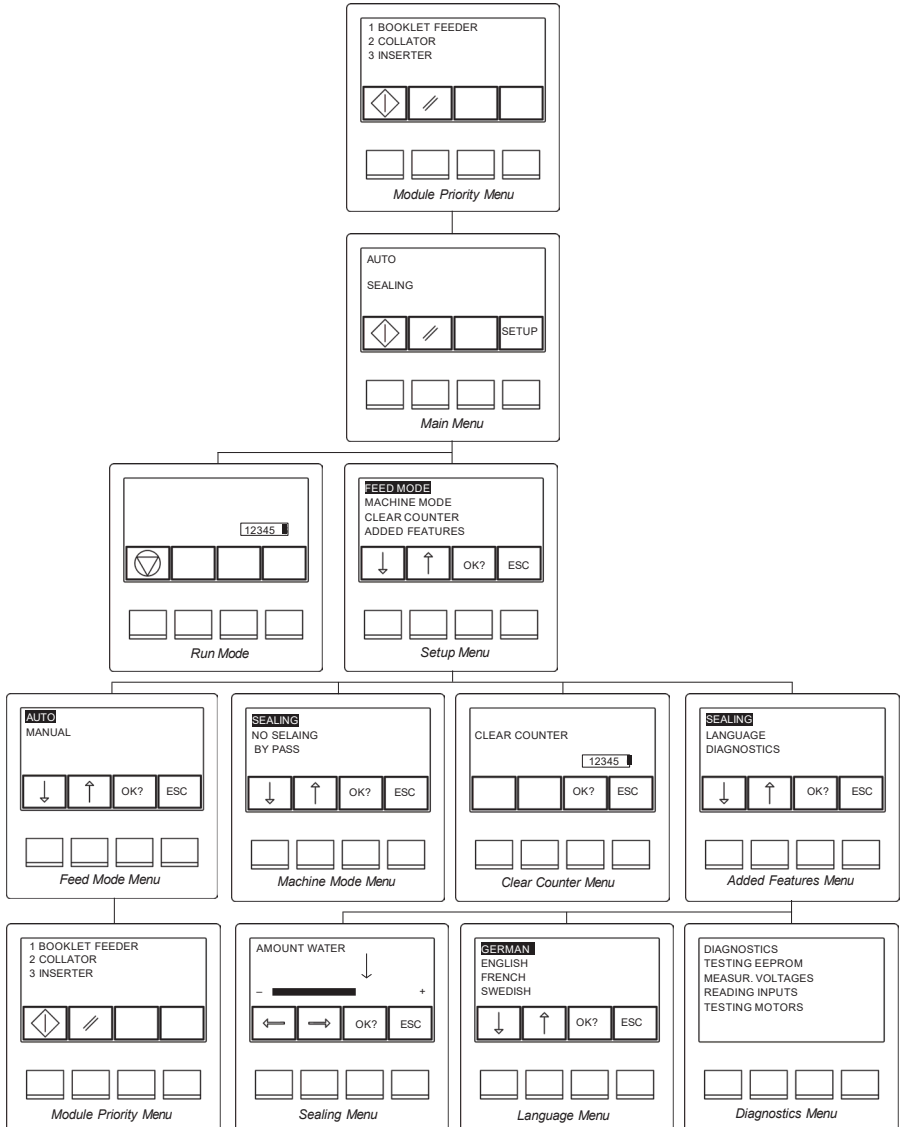 1 BOOKLET FEEDER
2 COLLATOR
3 INSERTER
Module Priority Menu
AUTO
SEALING
SETUP
Main Menu
12345
Run Mode
FEED MODE
MACHINE MODE
CLEAR COUNTER
ADDED FEATURES
OK? ESC
Setup Menu
AUTO
MANUAL
OK? ESC
Feed Mode Menu
SEALING
NO SELAING
BY PASS
OK? ESC
Machine Mode Menu
CLEAR COUNTER
12345
OK? ESC
Clear Counter Menu
SEALING
LANGUAGE
DIAGNOSTICS
OK? ESC
Added Features Menu
1 BOOKLET FEEDER
2 COLLATOR
3 INSERTER
Module Priority Menu
AMOUNT WATER
– +
OK? ESC
Sealing Menu
GERMAN
ENGLISH
FRENCH
SWEDISH
OK? ESC
Language Menu
DIAGNOSTICS
TESTING EEPROM
MEASUR. VOLTAGES
READING INPUTS
TESTING MOTORS
Diagnostics Menu